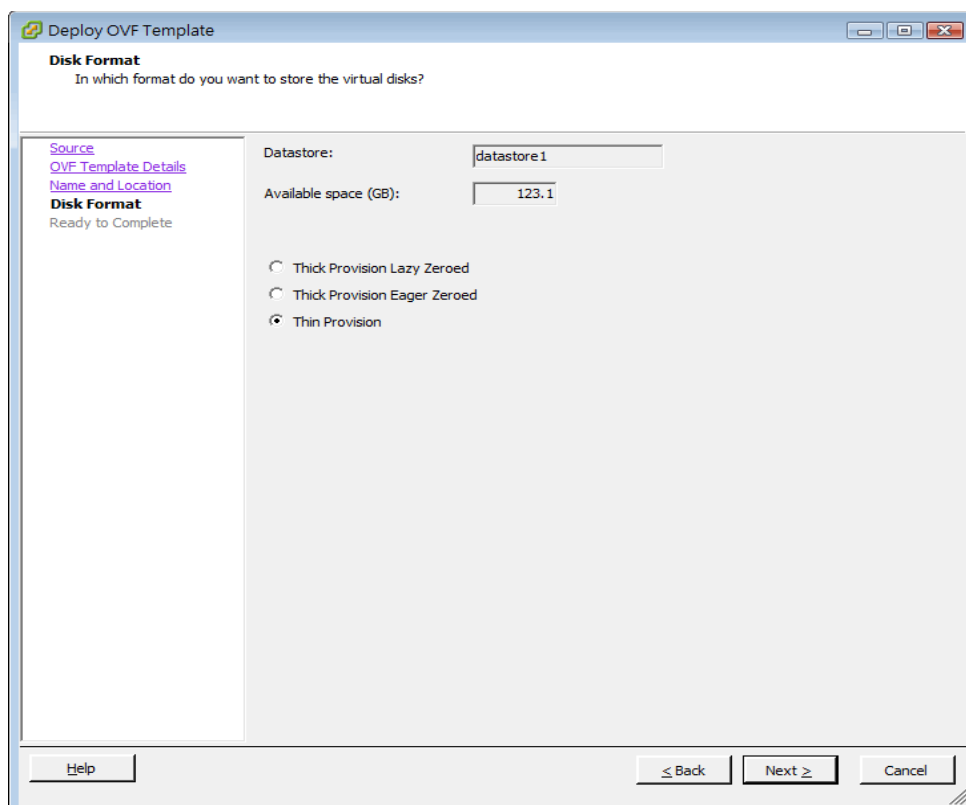 Deploy OVF Template
Disk Format
In which format do you want to store the virtual disks?
Source
OVF Template Details
Name and Location
Disk Format
Ready to Complete
Datastore:
datastore1
Available space (GB):
123.1
Thick Provision Lazy Zeroed
Thick Provision Eager Zeroed
Thin Provision
Help
≤ Back
Next ≥
Cancel